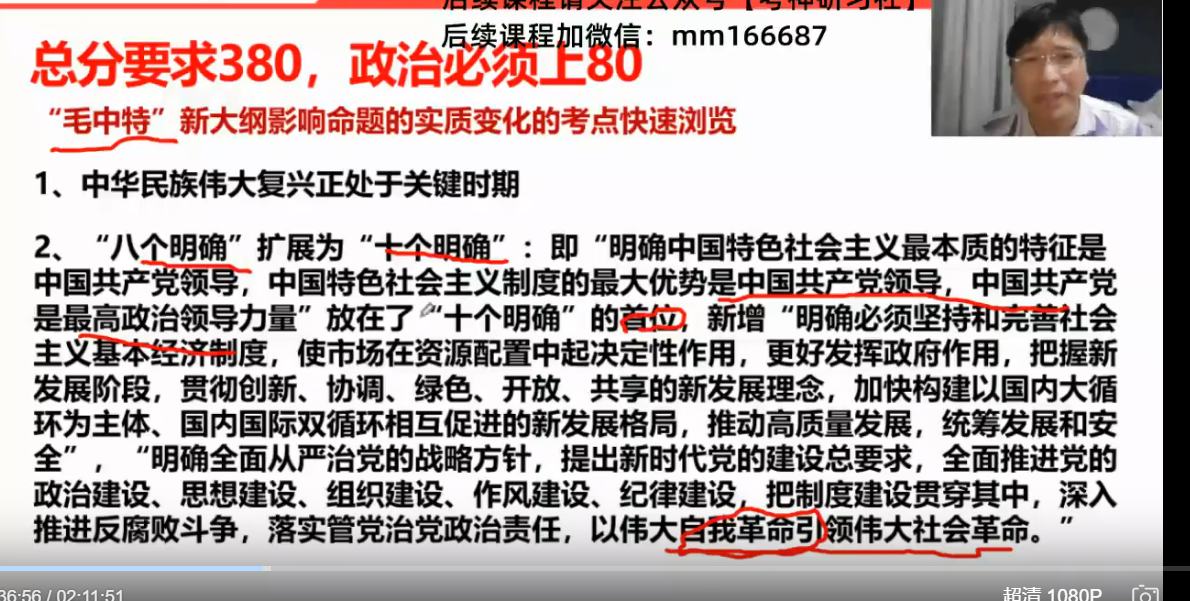 后续课程请关注公众号【考神研习社】
后续课程加微信：mm166687
总分要求380，政治必须上80
“毛中特”新大纲影响命题的实质变化的考点快速浏览
1、中华民族伟大复兴正处于关键时期
2、“八个明确”扩展为“十个明确”：即“明确中国特色社会主义最本质的特征是
中国共产党领导，中国特色社会主义制度的最大优势是中国共产党领导，中国共产党
是最高政治领导力量”放在了“十个明确”的首位，新增“明确必须坚持和完善社会
主义基本经济制度，使市场在资源配置中起决定性作用，更好发挥政府作用，把握新
发展阶段，贯彻创新、协调、绿色、开放、共享的新发展理念，加快构建以国内大循
环为主体、国内国际双循环相互促进的新发展格局，推动高质量发展，统筹发展和安
全”，“明确全面从严治党的战略方针，提出新时代党的建设总要求，全面推进党的
政治建设、思想建设、组织建设、作风建设、纪律建设，把制度建设贯穿其中，深入
推进反腐败斗争，落实管党治党政治责任，以伟大自我革命引领伟大社会革命。”
36:56 / 02:11:51
超清 1080P